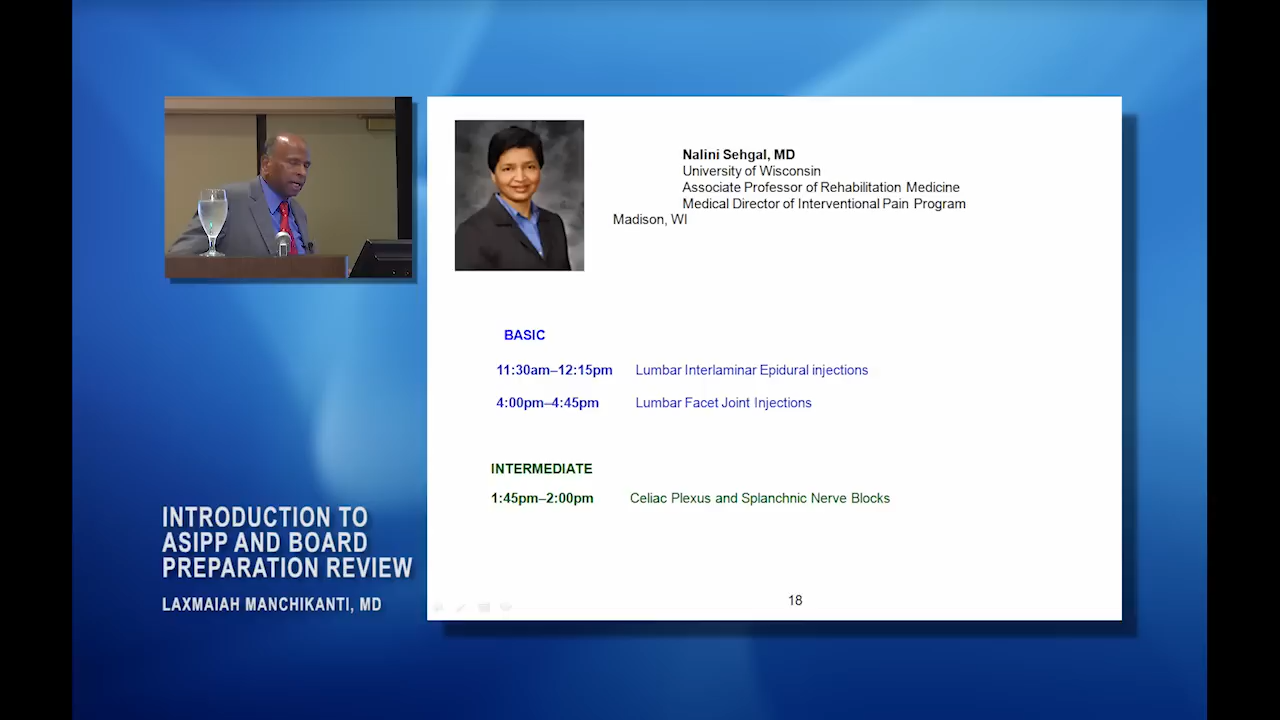 Nalini Sehgal, MD
University of Wisconsin
Associate Professor of Rehabilitation Medicine
Medical Director of Interventional Pain Program
Madison, WI
BASIC
11:30am–12:15pm Lumbar Interlaminar Epidural injections
4:00pm–4:45pm Lumbar Facet Joint Injections
INTERMEDIATE
1:45pm–2:00pm Celiac Plexus and Splanchnic Nerve Blocks
18
INTRODUCTION TO
ASIPP AND BOARD
PREPARATION REVIEW
LAXMAIAH MANCHIKANTI, MD